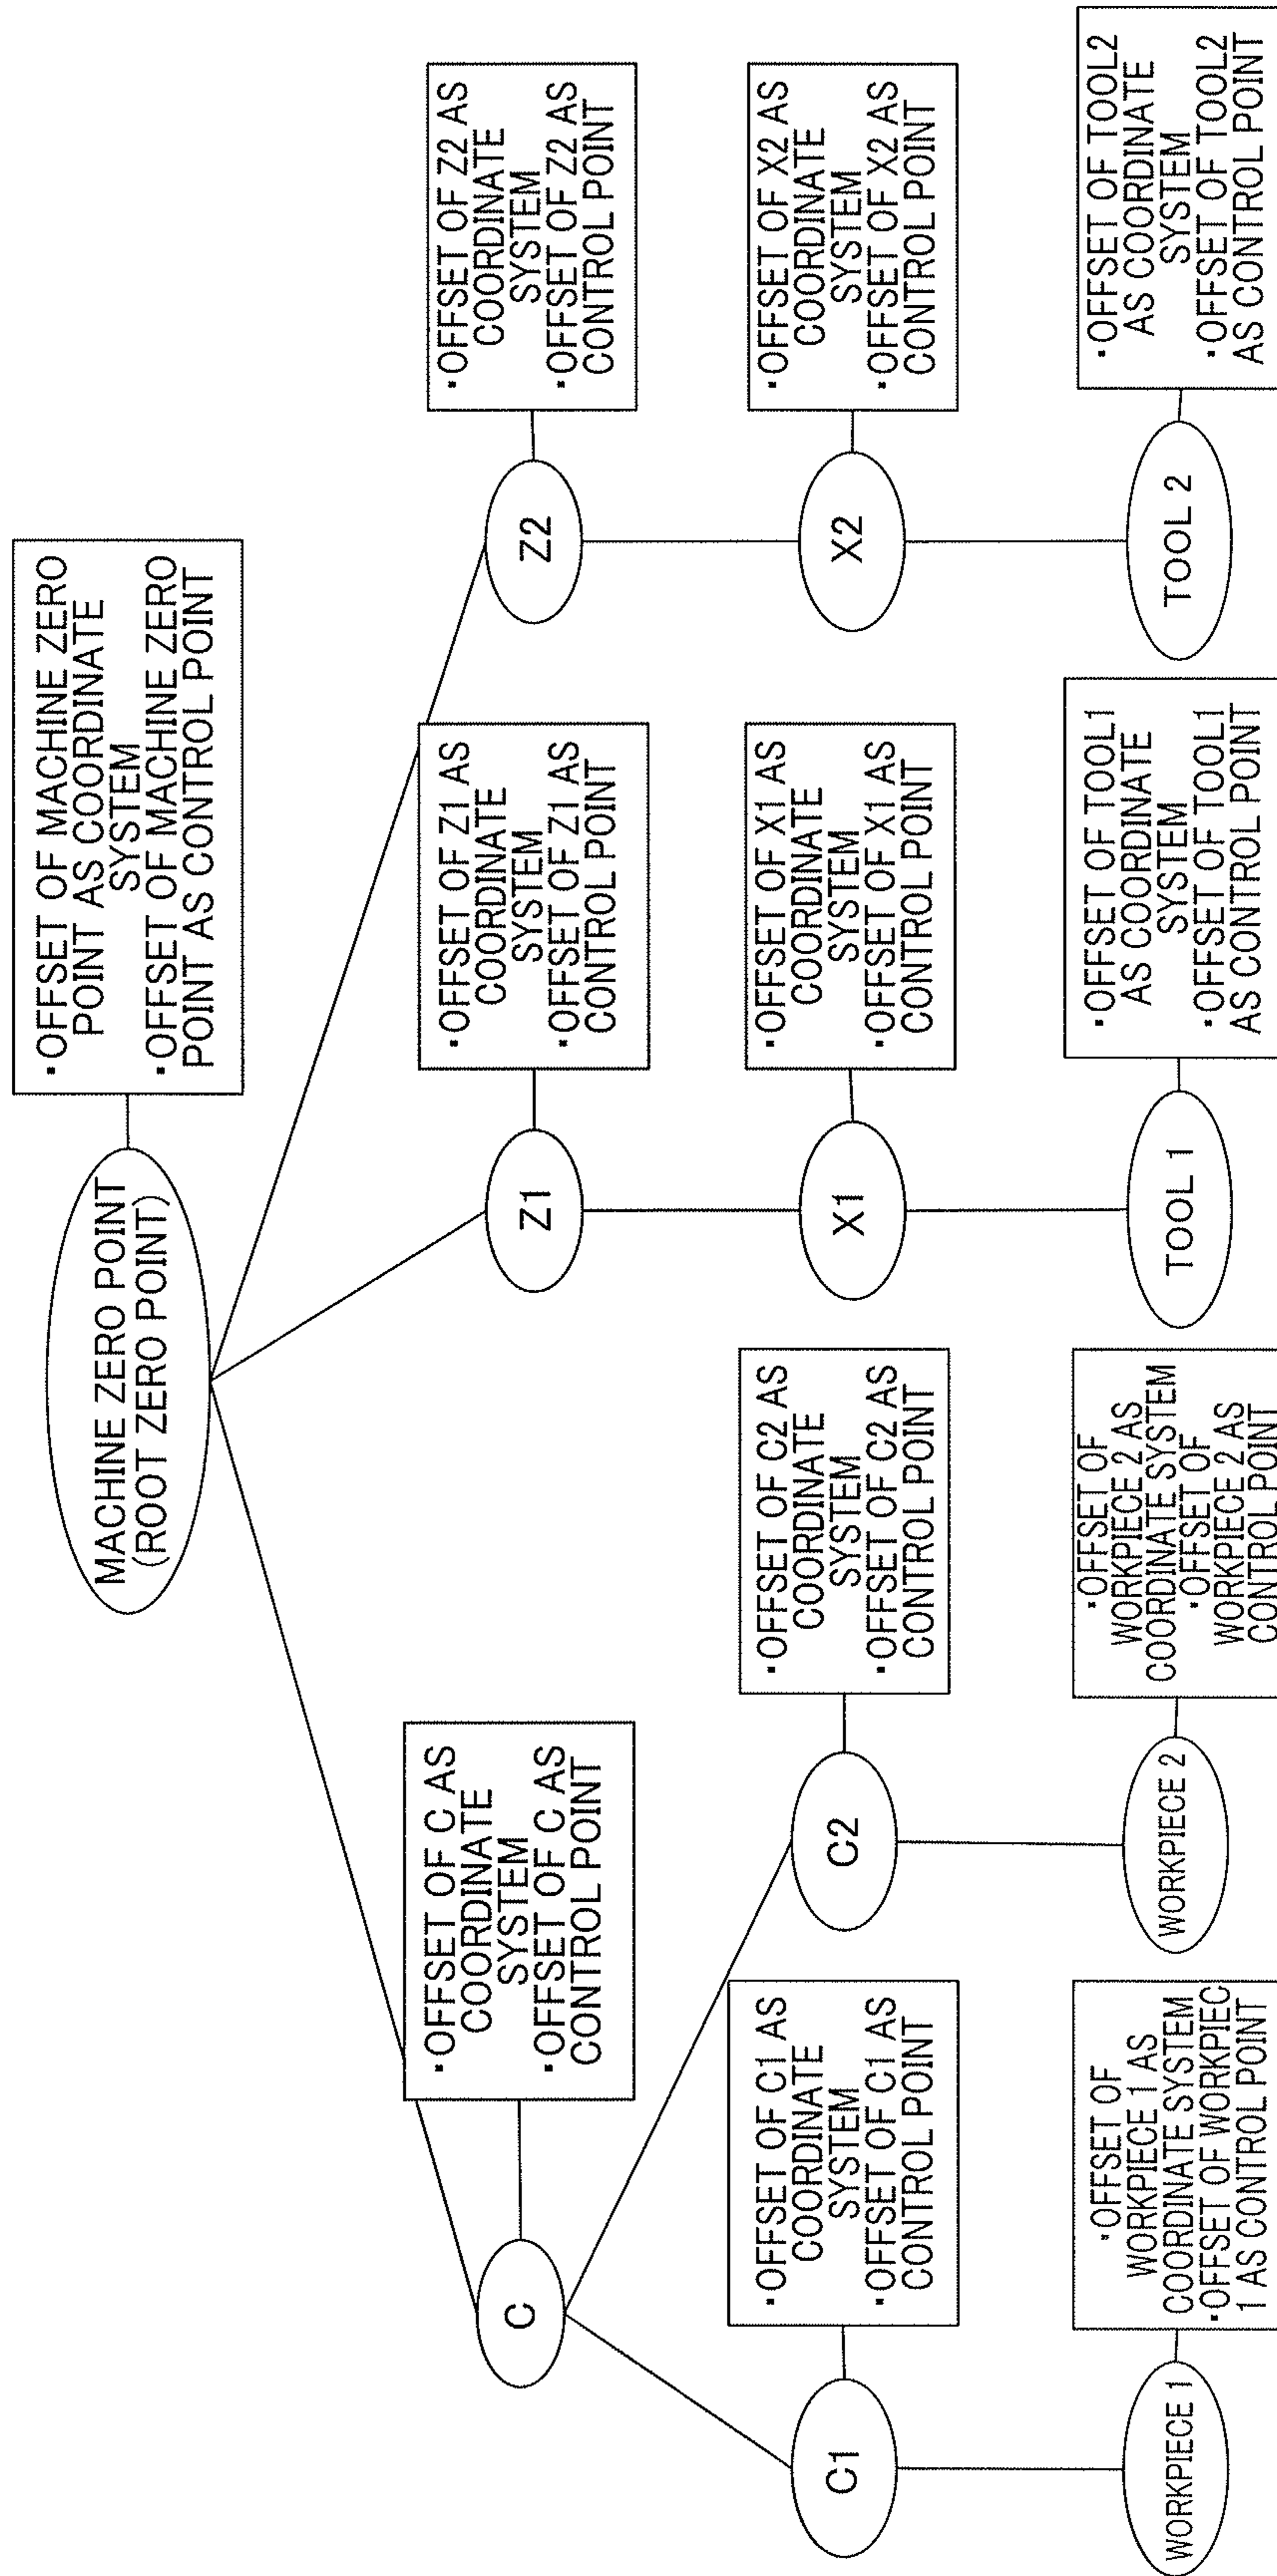 MACHINE ZERO POINT
(ROOT ZERO POINT)
▪OFFSET OF MACHINE ZERO
POINT AS COORDINATE
SYSTEM
▪OFFSET OF MACHINE ZERO
POINT AS CONTROL POINT
C
▪OFFSET OF C AS
COORDINATE
SYSTEM
▪OFFSET OF C AS
CONTROL POINT
Z1
▪OFFSET OF Z1 AS
COORDINATE
SYSTEM
▪OFFSET OF Z1 AS
CONTROL POINT
Z2
▪OFFSET OF Z2 AS
COORDINATE
SYSTEM
▪OFFSET OF Z2 AS
CONTROL POINT
C1
▪OFFSET OF C1 AS
COORDINATE
SYSTEM
▪OFFSET OF C1 AS
CONTROL POINT
C2
▪OFFSET OF C2 AS
COORDINATE
SYSTEM
▪OFFSET OF C2 AS
CONTROL POINT
X1
▪OFFSET OF X1 AS
COORDINATE
SYSTEM
▪OFFSET OF X1 AS
CONTROL POINT
X2
▪OFFSET OF X2 AS
COORDINATE
SYSTEM
▪OFFSET OF X2 AS
CONTROL POINT
WORKPIECE 1
▪OFFSET OF
WORKPIECE 1 AS
COORDINATE SYSTEM
▪OFFSET OF WORKPIEC
1 AS CONTROL POINT
WORKPIECE 2
▪OFFSET OF
WORKPIECE 2 AS
COORDINATE SYSTEM
▪OFFSET OF
WORKPIECE 2 AS
CONTROL POINT
TOOL 1
▪OFFSET OF TOOL1
AS COORDINATE
SYSTEM
▪OFFSET OF TOOL1
AS CONTROL POINT
TOOL 2
▪OFFSET OF TOOL2
AS COORDINATE
SYSTEM
▪OFFSET OF TOOL2
AS CONTROL POINT